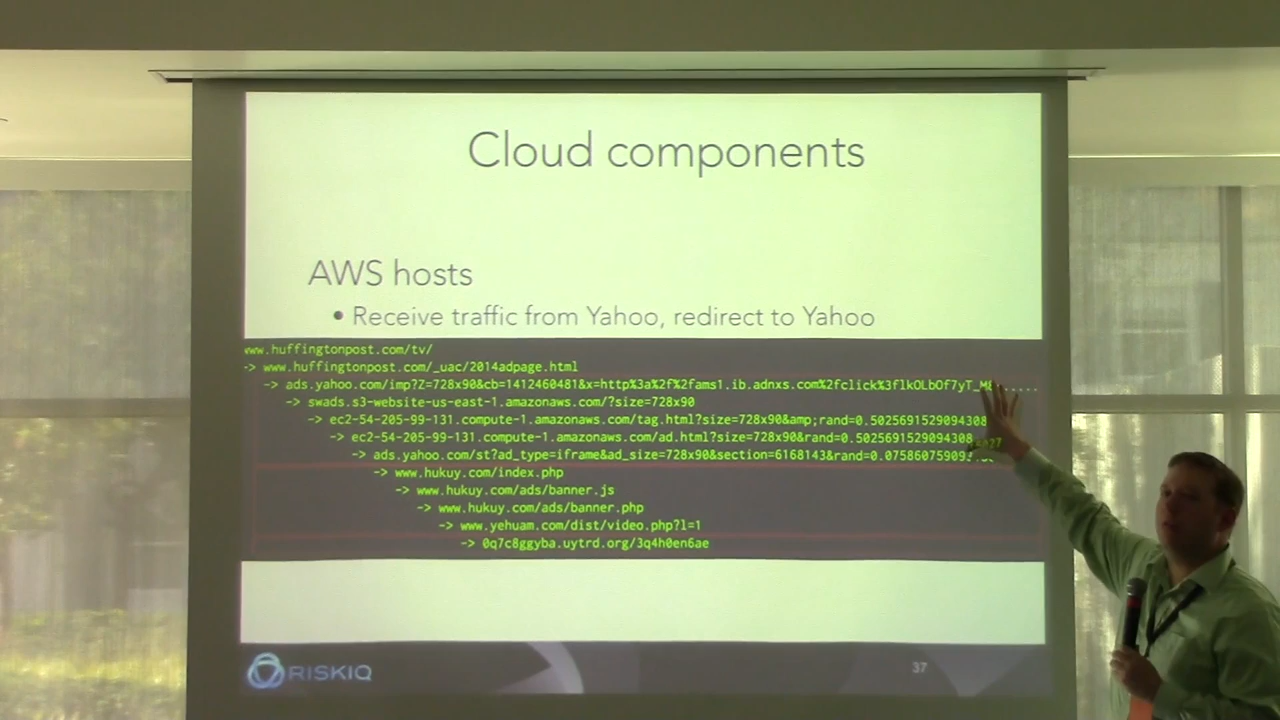 Cloud components
AWS hosts
• Receive traffic from Yahoo, redirect to Yahoo
www.huffingtonpost.com/tv/
-> www.huffingtonpost.com/_uac/2014adpage.html
-> ads.yahoo.com/imp?Z=728x90&cb=1412460481&x=http%3a%2f%2fams1.ib.adnxs.com%2fclick%3flkOLbOf7yT_M8......
-> swads.s3-website-us-east-1.amazonaws.com/?size=728x90
-> ec2-54-205-99-131.compute-1.amazonaws.com/tag.html?size=728x90&amp;rand=0.5025691529094308
-> ec2-54-205-99-131.compute-1.amazonaws.com/ad.html?size=728x90&rand=0.5025691529094308
-> ads.yahoo.com/st?ad_type=iframe&ad_size=728x90&section=6168143&rand=0.075860759093
-> www.hukuy.com/index.php
-> www.hukuy.com/ads/banner.js
-> www.hukuy.com/ads/banner.php
-> www.yehuam.com/dist/video.php?l=1
-> 0q7c8ggyba.uytrd.org/3q4h0en6ae
RISKIQ
37